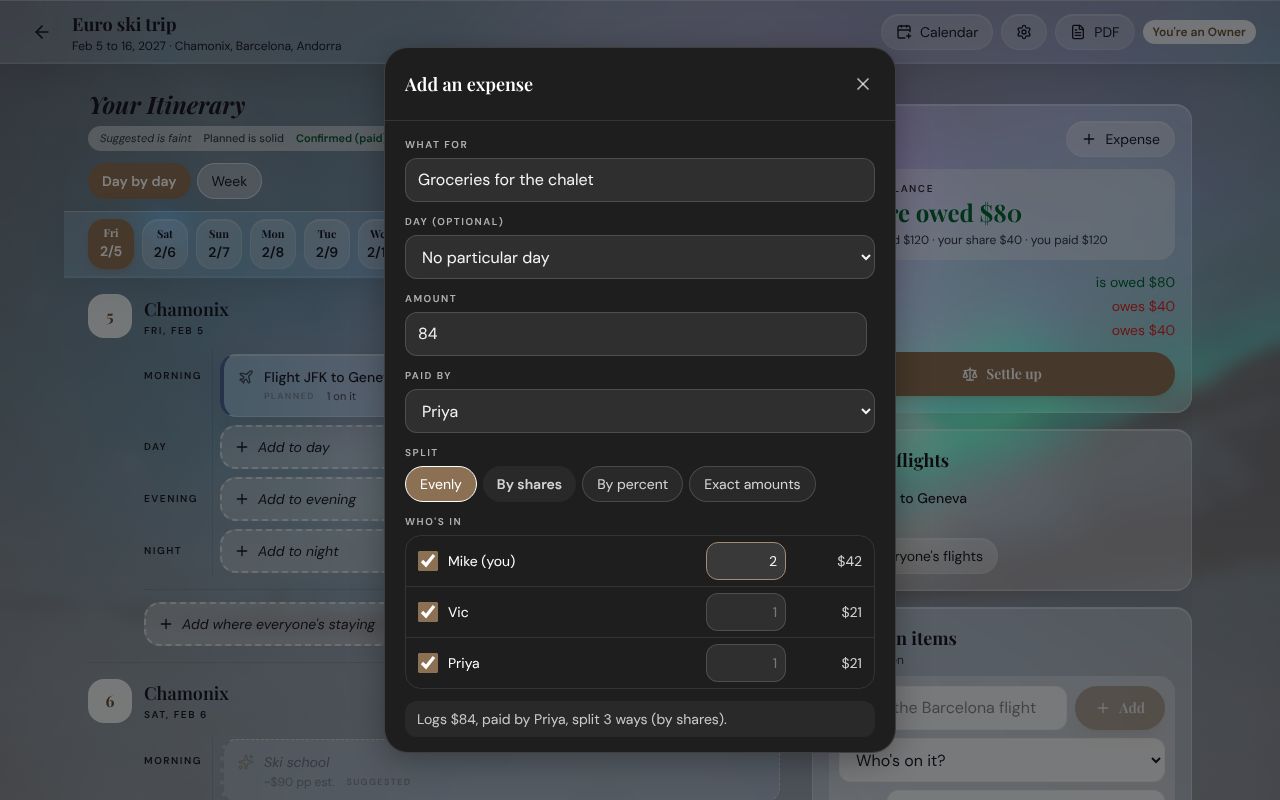 Euro ski trip
Feb 5 to 16, 2027 · Chamonix, Barcelona, Andorra
Calendar
PDF
You're an Owner
Your Itinerary
Suggested is faint Planned is solid Confirmed (paid
Day by day Week
Fri 2/5
Sat 2/6
Sun 2/7
Mon 2/8
Tue 2/9
5
Chamonix
FRI, FEB 5
MORNING
Flight JFK to Gene
PLANNED 1 on it
DAY
+ Add to day
EVENING
+ Add to evening
NIGHT
+ Add to night
+ Add where everyone's staying
6
Chamonix
SAT, FEB 6
MORNING
Ski school
~$90 pp est. SUGGESTED
Add an expense
WHAT FOR
Groceries for the chalet
DAY (OPTIONAL)
No particular day
AMOUNT
84
PAID BY
Priya
SPLIT
Evenly By shares By percent Exact amounts
WHO'S IN
Mike (you) 2 $42
Vic 1 $21
Priya 1 $21
Logs $84, paid by Priya, split 3 ways (by shares).
+ Expense
owed $80
$120 · your share $40 · you paid $120
is owed $80
owes $40
owes $40
Settle up
flights
to Geneva
flights
items
the Barcelona flight
+ Add
Who's on it?